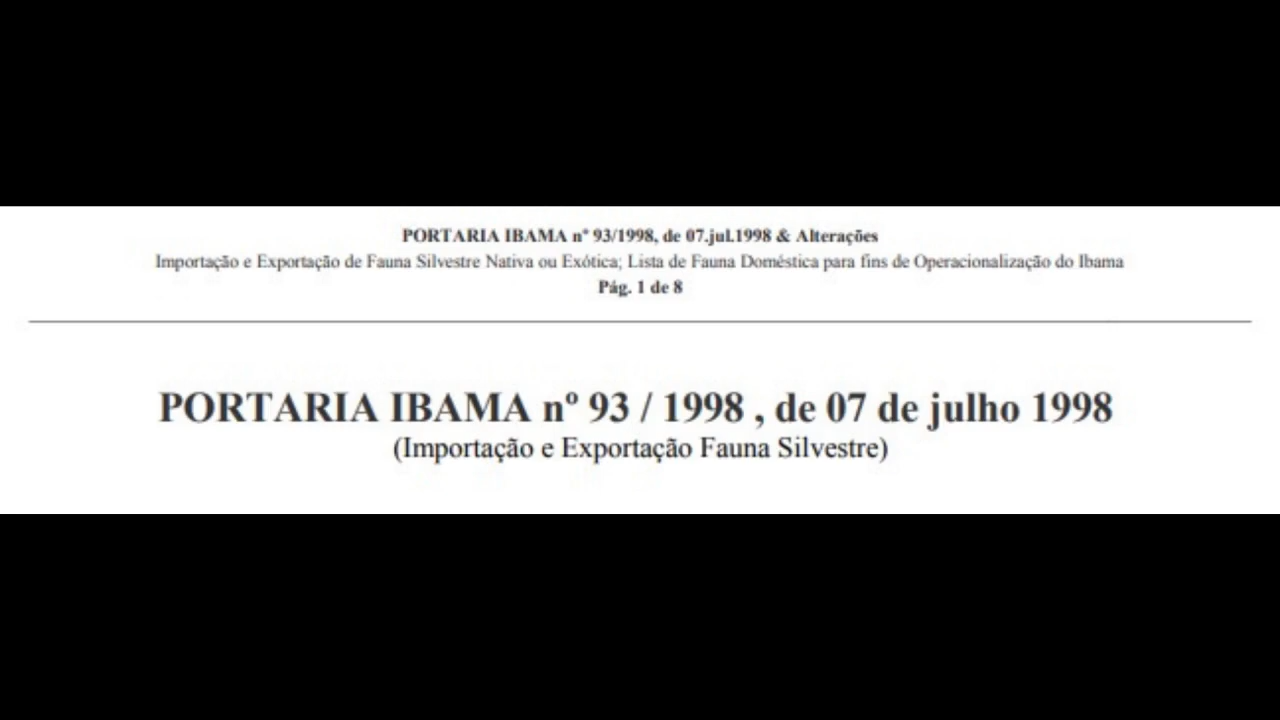 PORTARIA IBAMA nº 93/1998, de 07.jul.1998 & Alterações
Importação e Exportação de Fauna Silvestre Nativa ou Exótica; Lista de Fauna Doméstica para fins de Operacionalização do Ibama
Pág. 1 de 8
PORTARIA IBAMA nº 93 / 1998 , de 07 de julho 1998
(Importação e Exportação Fauna Silvestre)